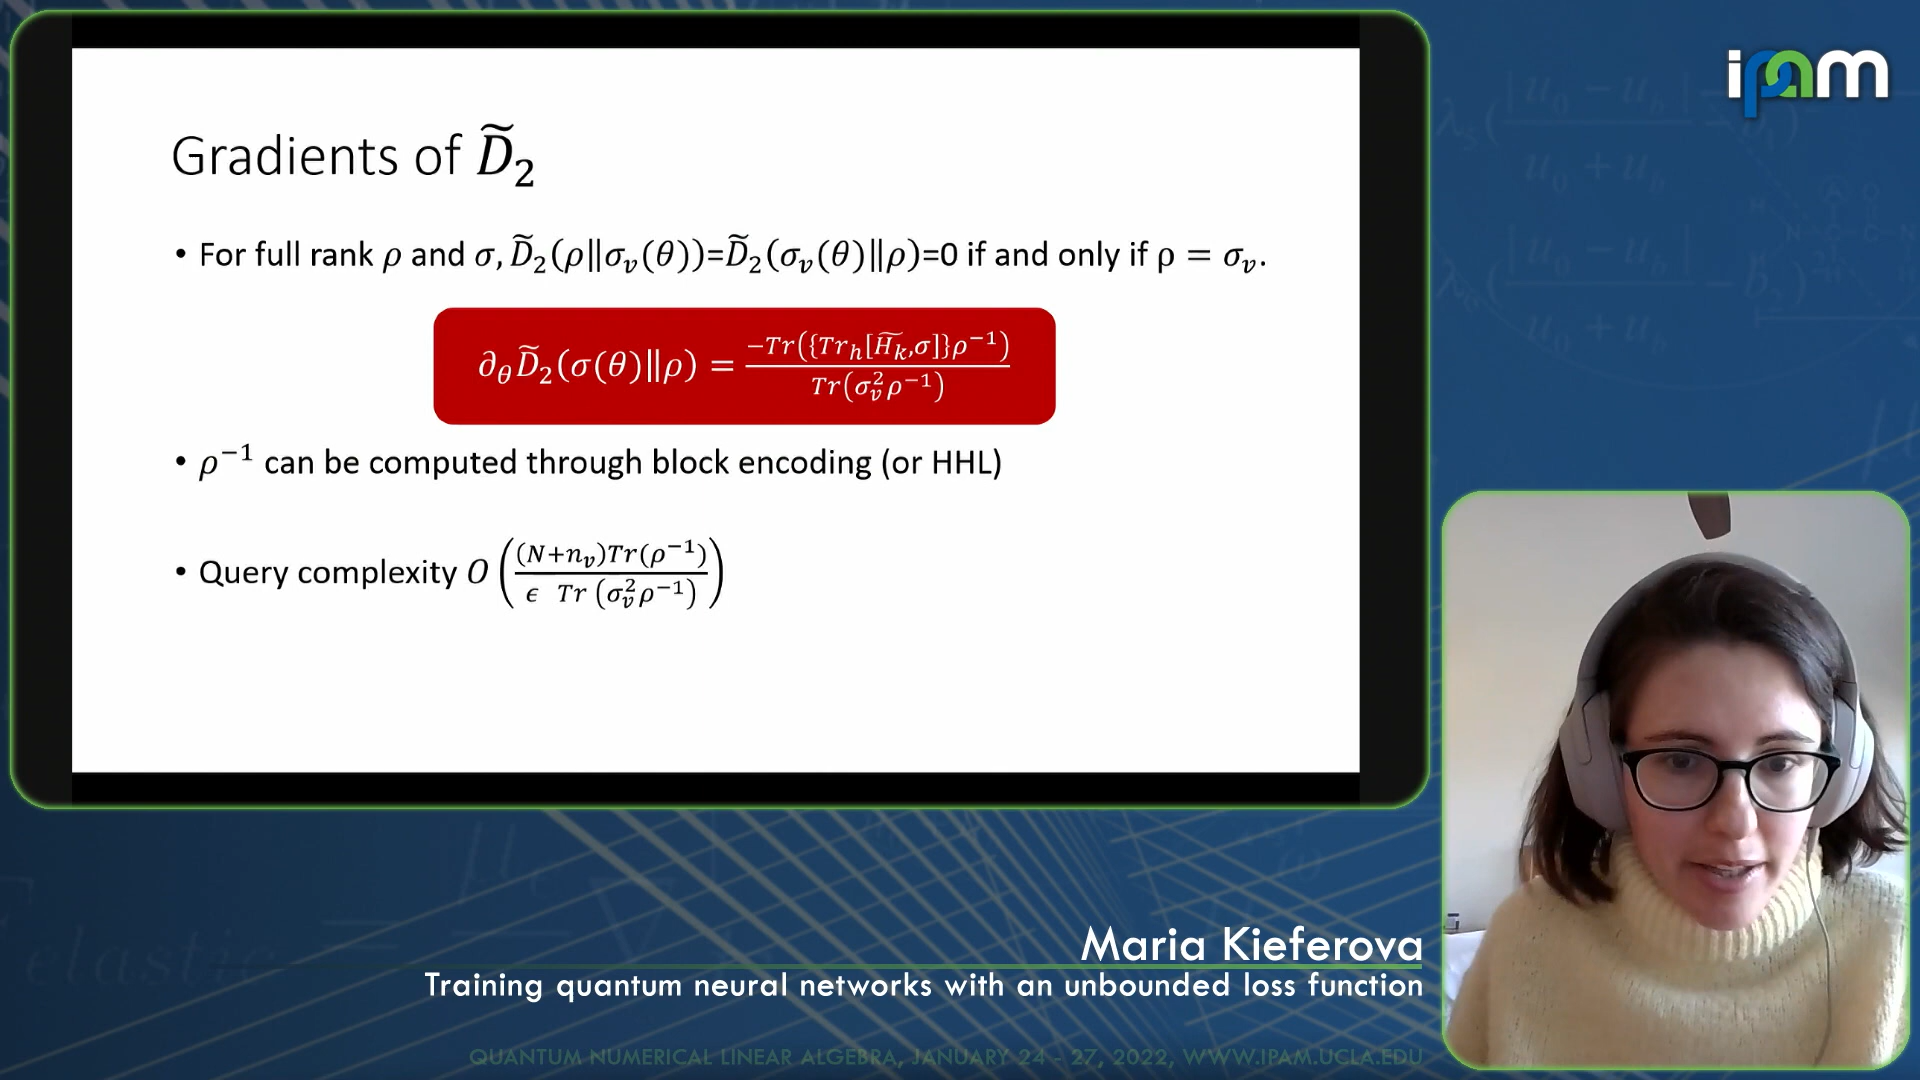 ipam
Gradients of D̃₂
• For full rank ρ and σ, D̃₂(ρ‖σᵥ(θ))=D̃₂(σᵥ(θ)‖ρ)=0 if and only if ρ = σᵥ.
∂_θ D̃₂(σ(θ)‖ρ) = −Tr({Tr_h[H̃_k,σ]}ρ⁻¹) / Tr(σᵥ²ρ⁻¹)
• ρ⁻¹ can be computed through block encoding (or HHL)
• Query complexity O((N+nᵥ)Tr(ρ⁻¹) / ϵ Tr (σᵥ²ρ⁻¹))
Maria Kieferova
Training quantum neural networks with an unbounded loss function
QUANTUM NUMERICAL LINEAR ALGEBRA, JANUARY 24 - 27, 2022, WWW.IPAM.UCLA.EDU